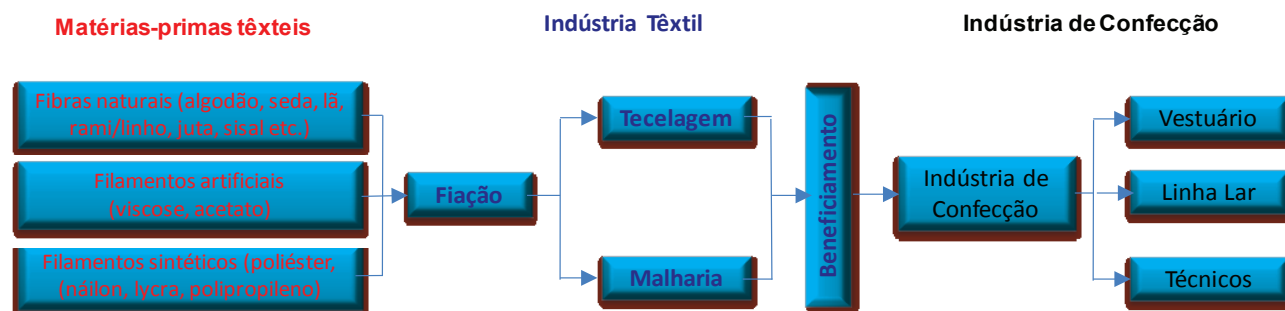 Matérias-primas têxteis
Indústria Têxtil
Indústria de Confecção
Fibras naturais (algodão, seda, lã,
rami/linho, juta, sisal etc.)
Filamentos artificiais
(viscose, acetato)
Filamentos sintéticos (poliéster,
(náilon, lycra, polipropileno)
Fiação
Tecelagem
Malharia
Beneficiamento
Indústria de
Confecção
Vestuário
Linha Lar
Técnicos